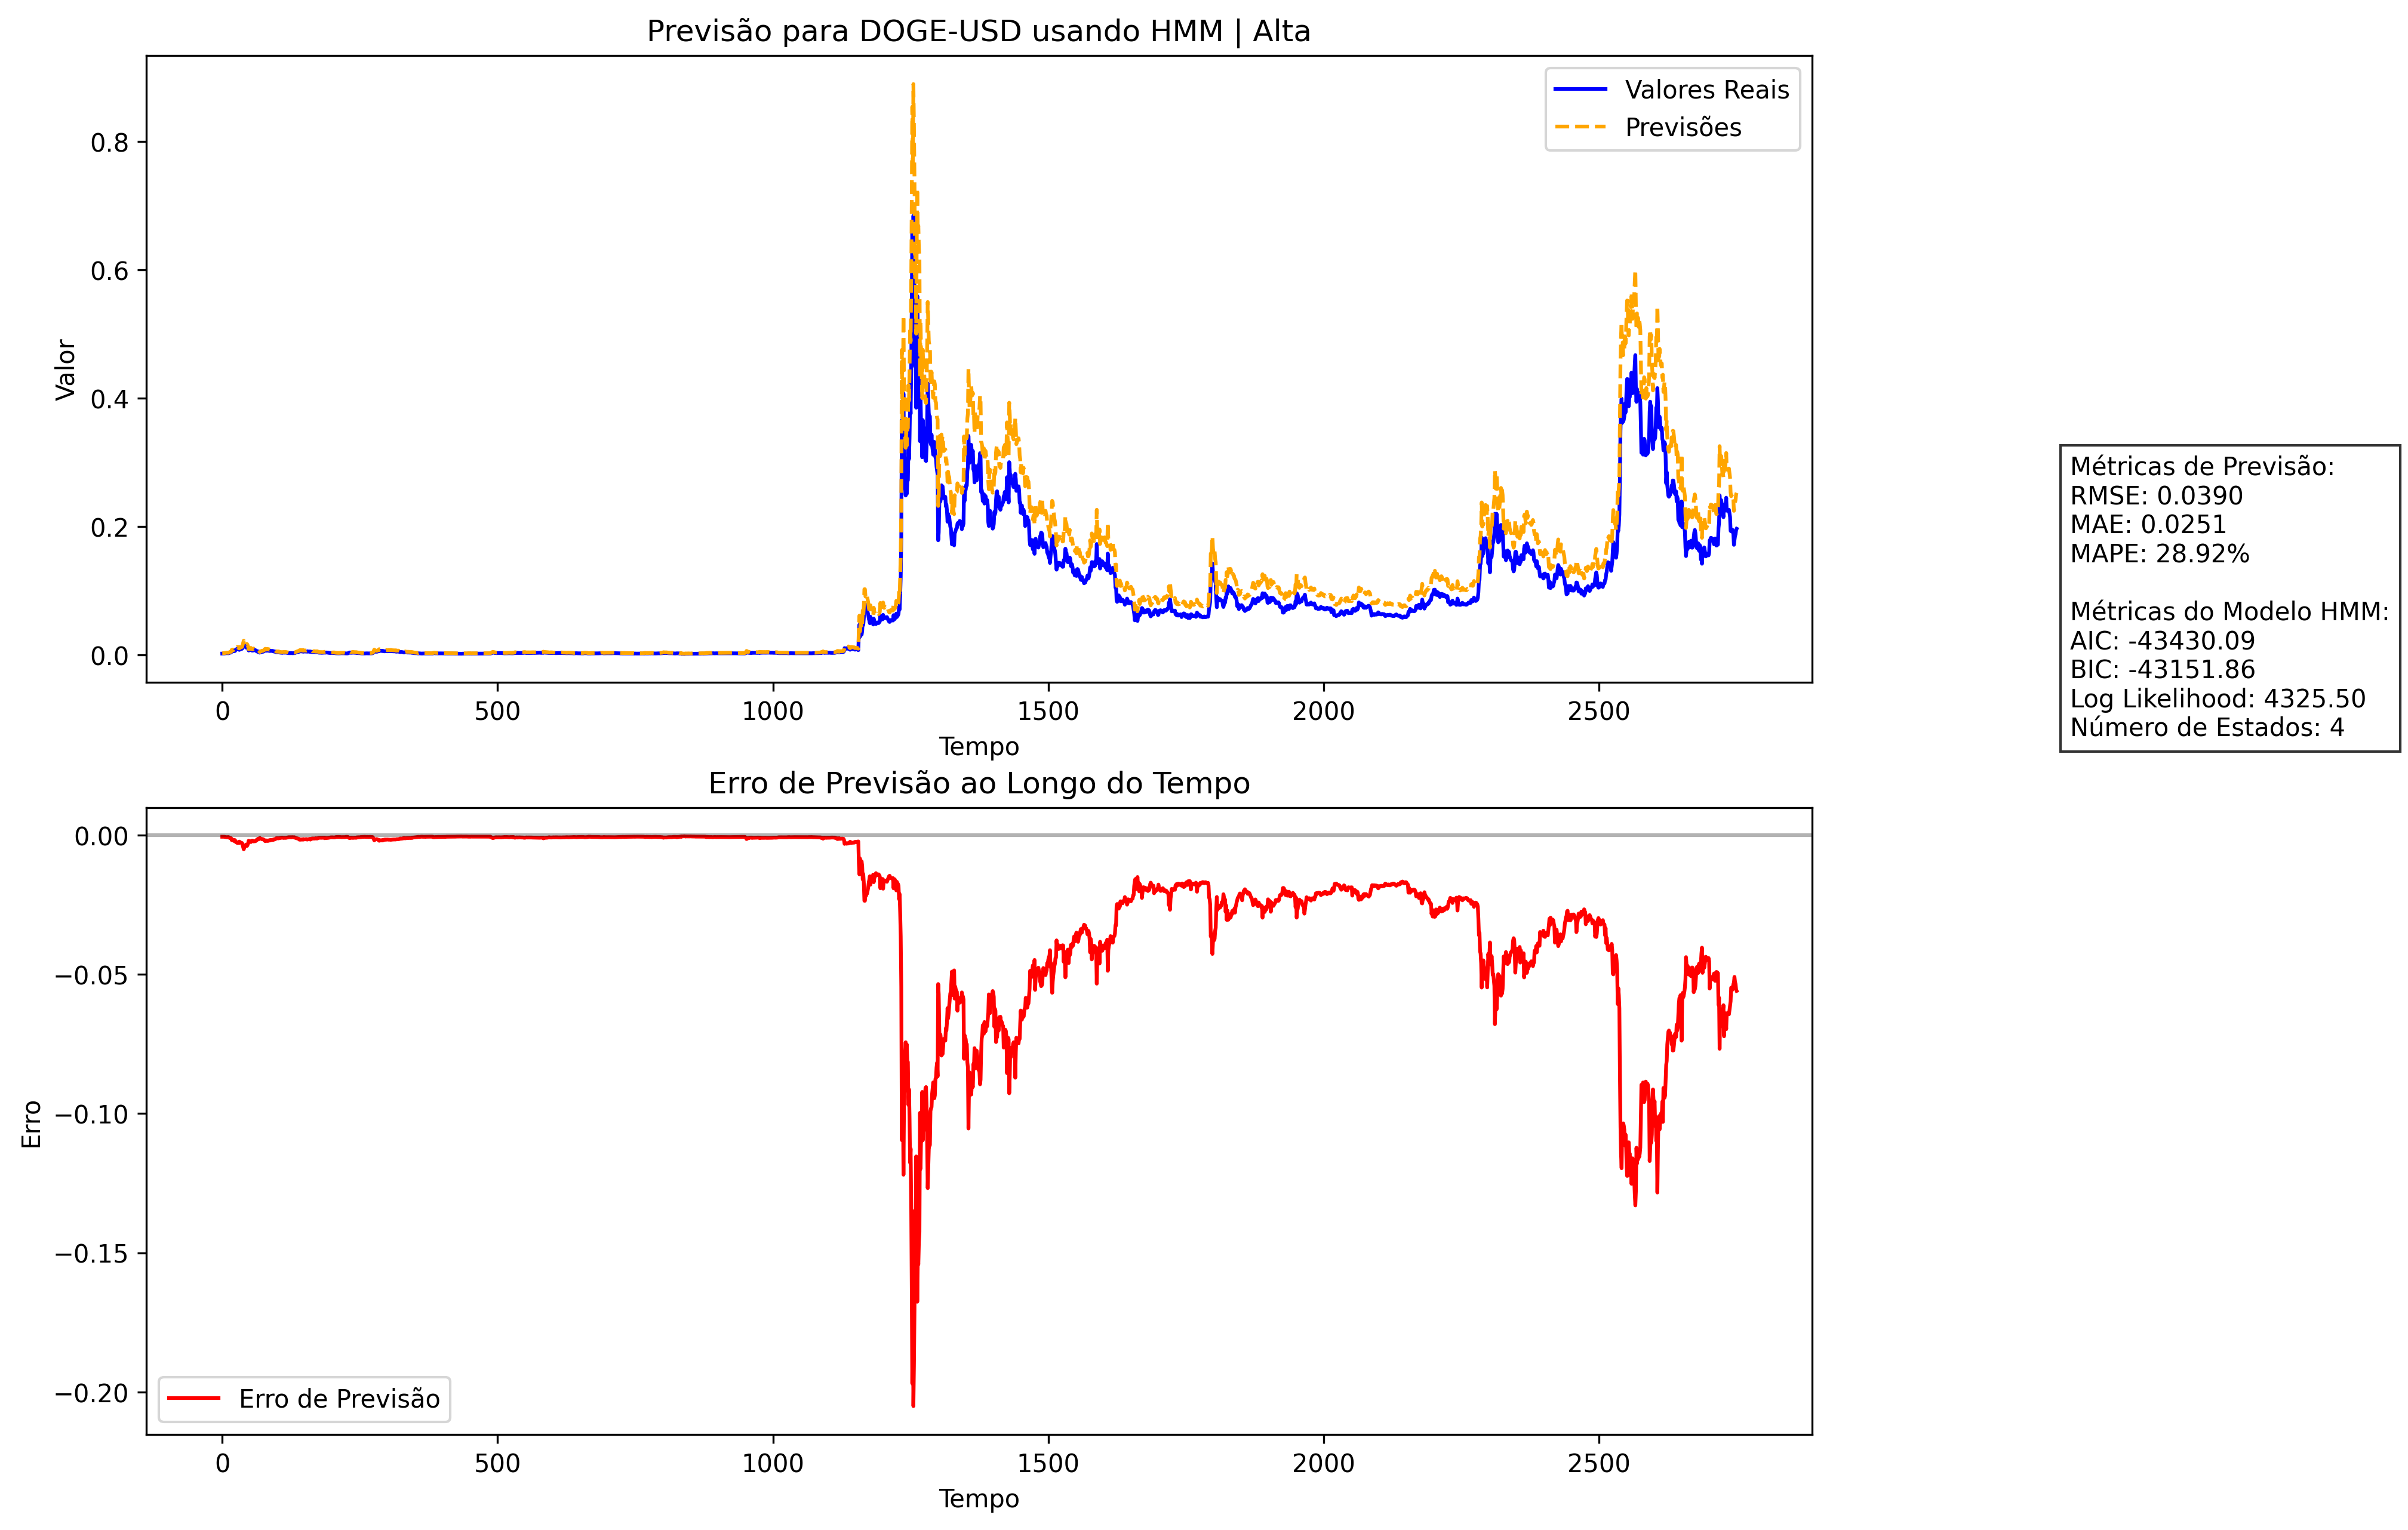 Previsão para DOGE-USD usando HMM | Alta
Valores Reais
Previsões
Valor
0.8
0.6
0.4
0.2
0.0
0
500
1000
1500
2000
2500
Tempo
Métricas de Previsão:
RMSE: 0.0390
MAE: 0.0251
MAPE: 28.92%
Métricas do Modelo HMM:
AIC: -43430.09
BIC: -43151.86
Log Likelihood: 4325.50
Número de Estados: 4
Erro de Previsão ao Longo do Tempo
Erro
0.00
−0.05
−0.10
−0.15
−0.20
Erro de Previsão
0
500
1000
1500
2000
2500
Tempo